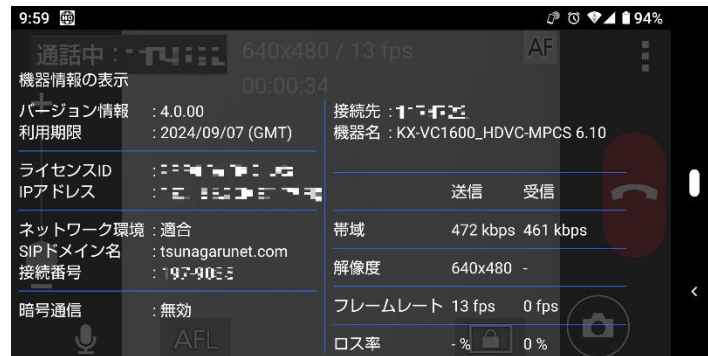 9:59
94%
通話中:
640x480 / 13 fps
AF
00:00:34
機器情報の表示
バージョン情報 : 4.0.00
利用期限 : 2024/09/07 (GMT)
ライセンスID :
IPアドレス :
ネットワーク環境 : 適合
SIPドメイン名 : tsunagarunet.com
接続番号 :
暗号通信 : 無効
AFL
接続先 :
機器名 : KX-VC1600_HDVC-MPCS 6.10
送信 受信
帯域 472 kbps 461 kbps
解像度 640x480 -
フレームレート 13 fps 0 fps
ロス率 - % 0 %